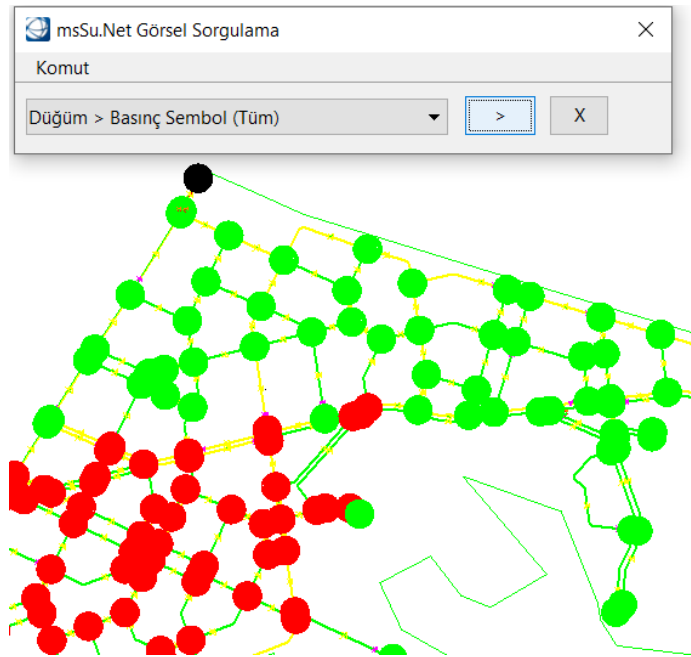 msSu.Net Görsel Sorgulama
Komut
Düğüm > Basınç Sembol (Tüm)
>
X